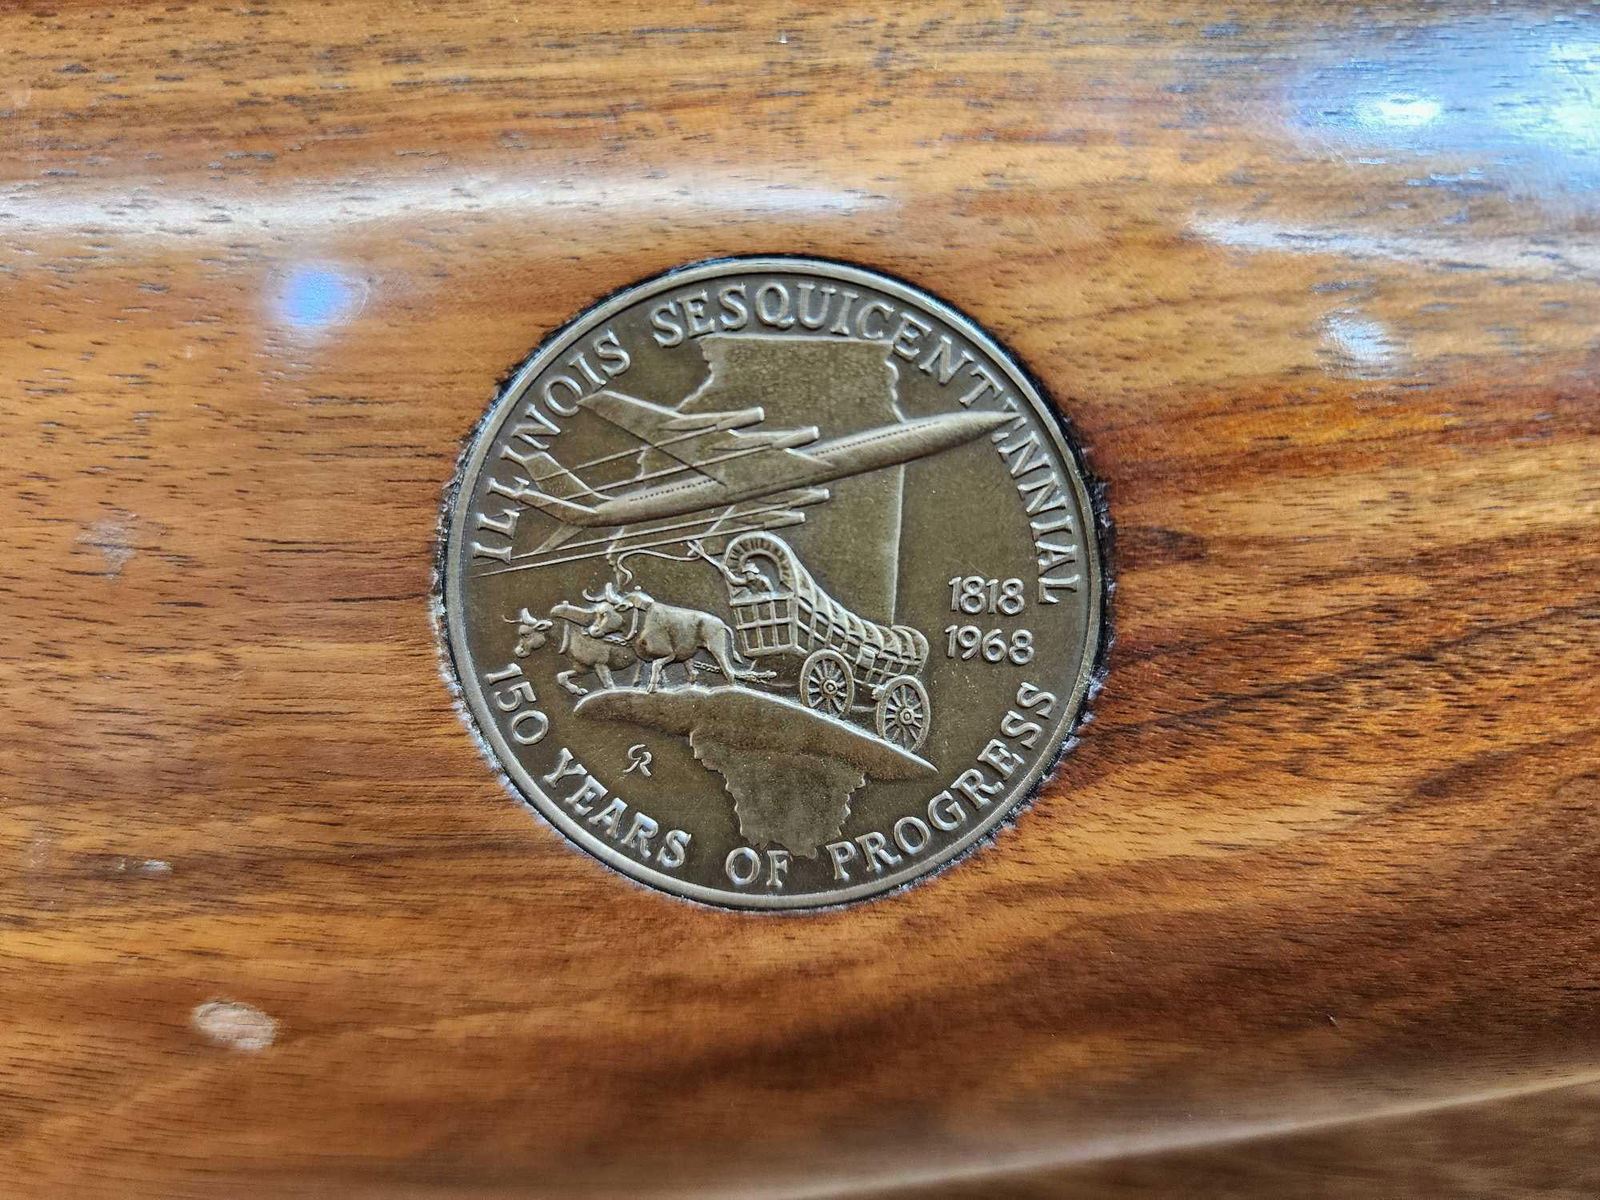 ILLINOIS SESQUICENTENNIAL
1818
1968
150 YEARS OF PROGRESS